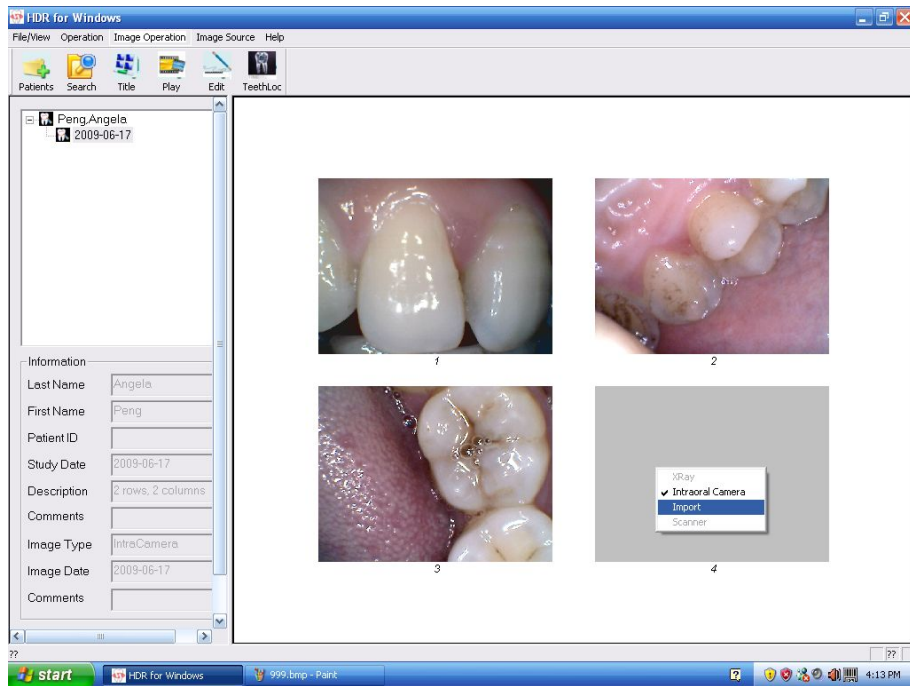 HDR for Windows
File/View Operation Image Operation Image Source Help
Patients Search Title Play Edit TeethLoc
Peng,Angela
2009-06-17
1
2
3
XRay
Intraoral Camera
Import
Scanner
4
Information
Last Name Angela
First Name Peng
Patient ID
Study Date 2009-06-17
Description 2 rows, 2 columns
Comments
Image Type IntraCamera
Image Date 2009-06-17
Comments
??
??
start HDR for Windows 999.bmp - Paint 4:13 PM